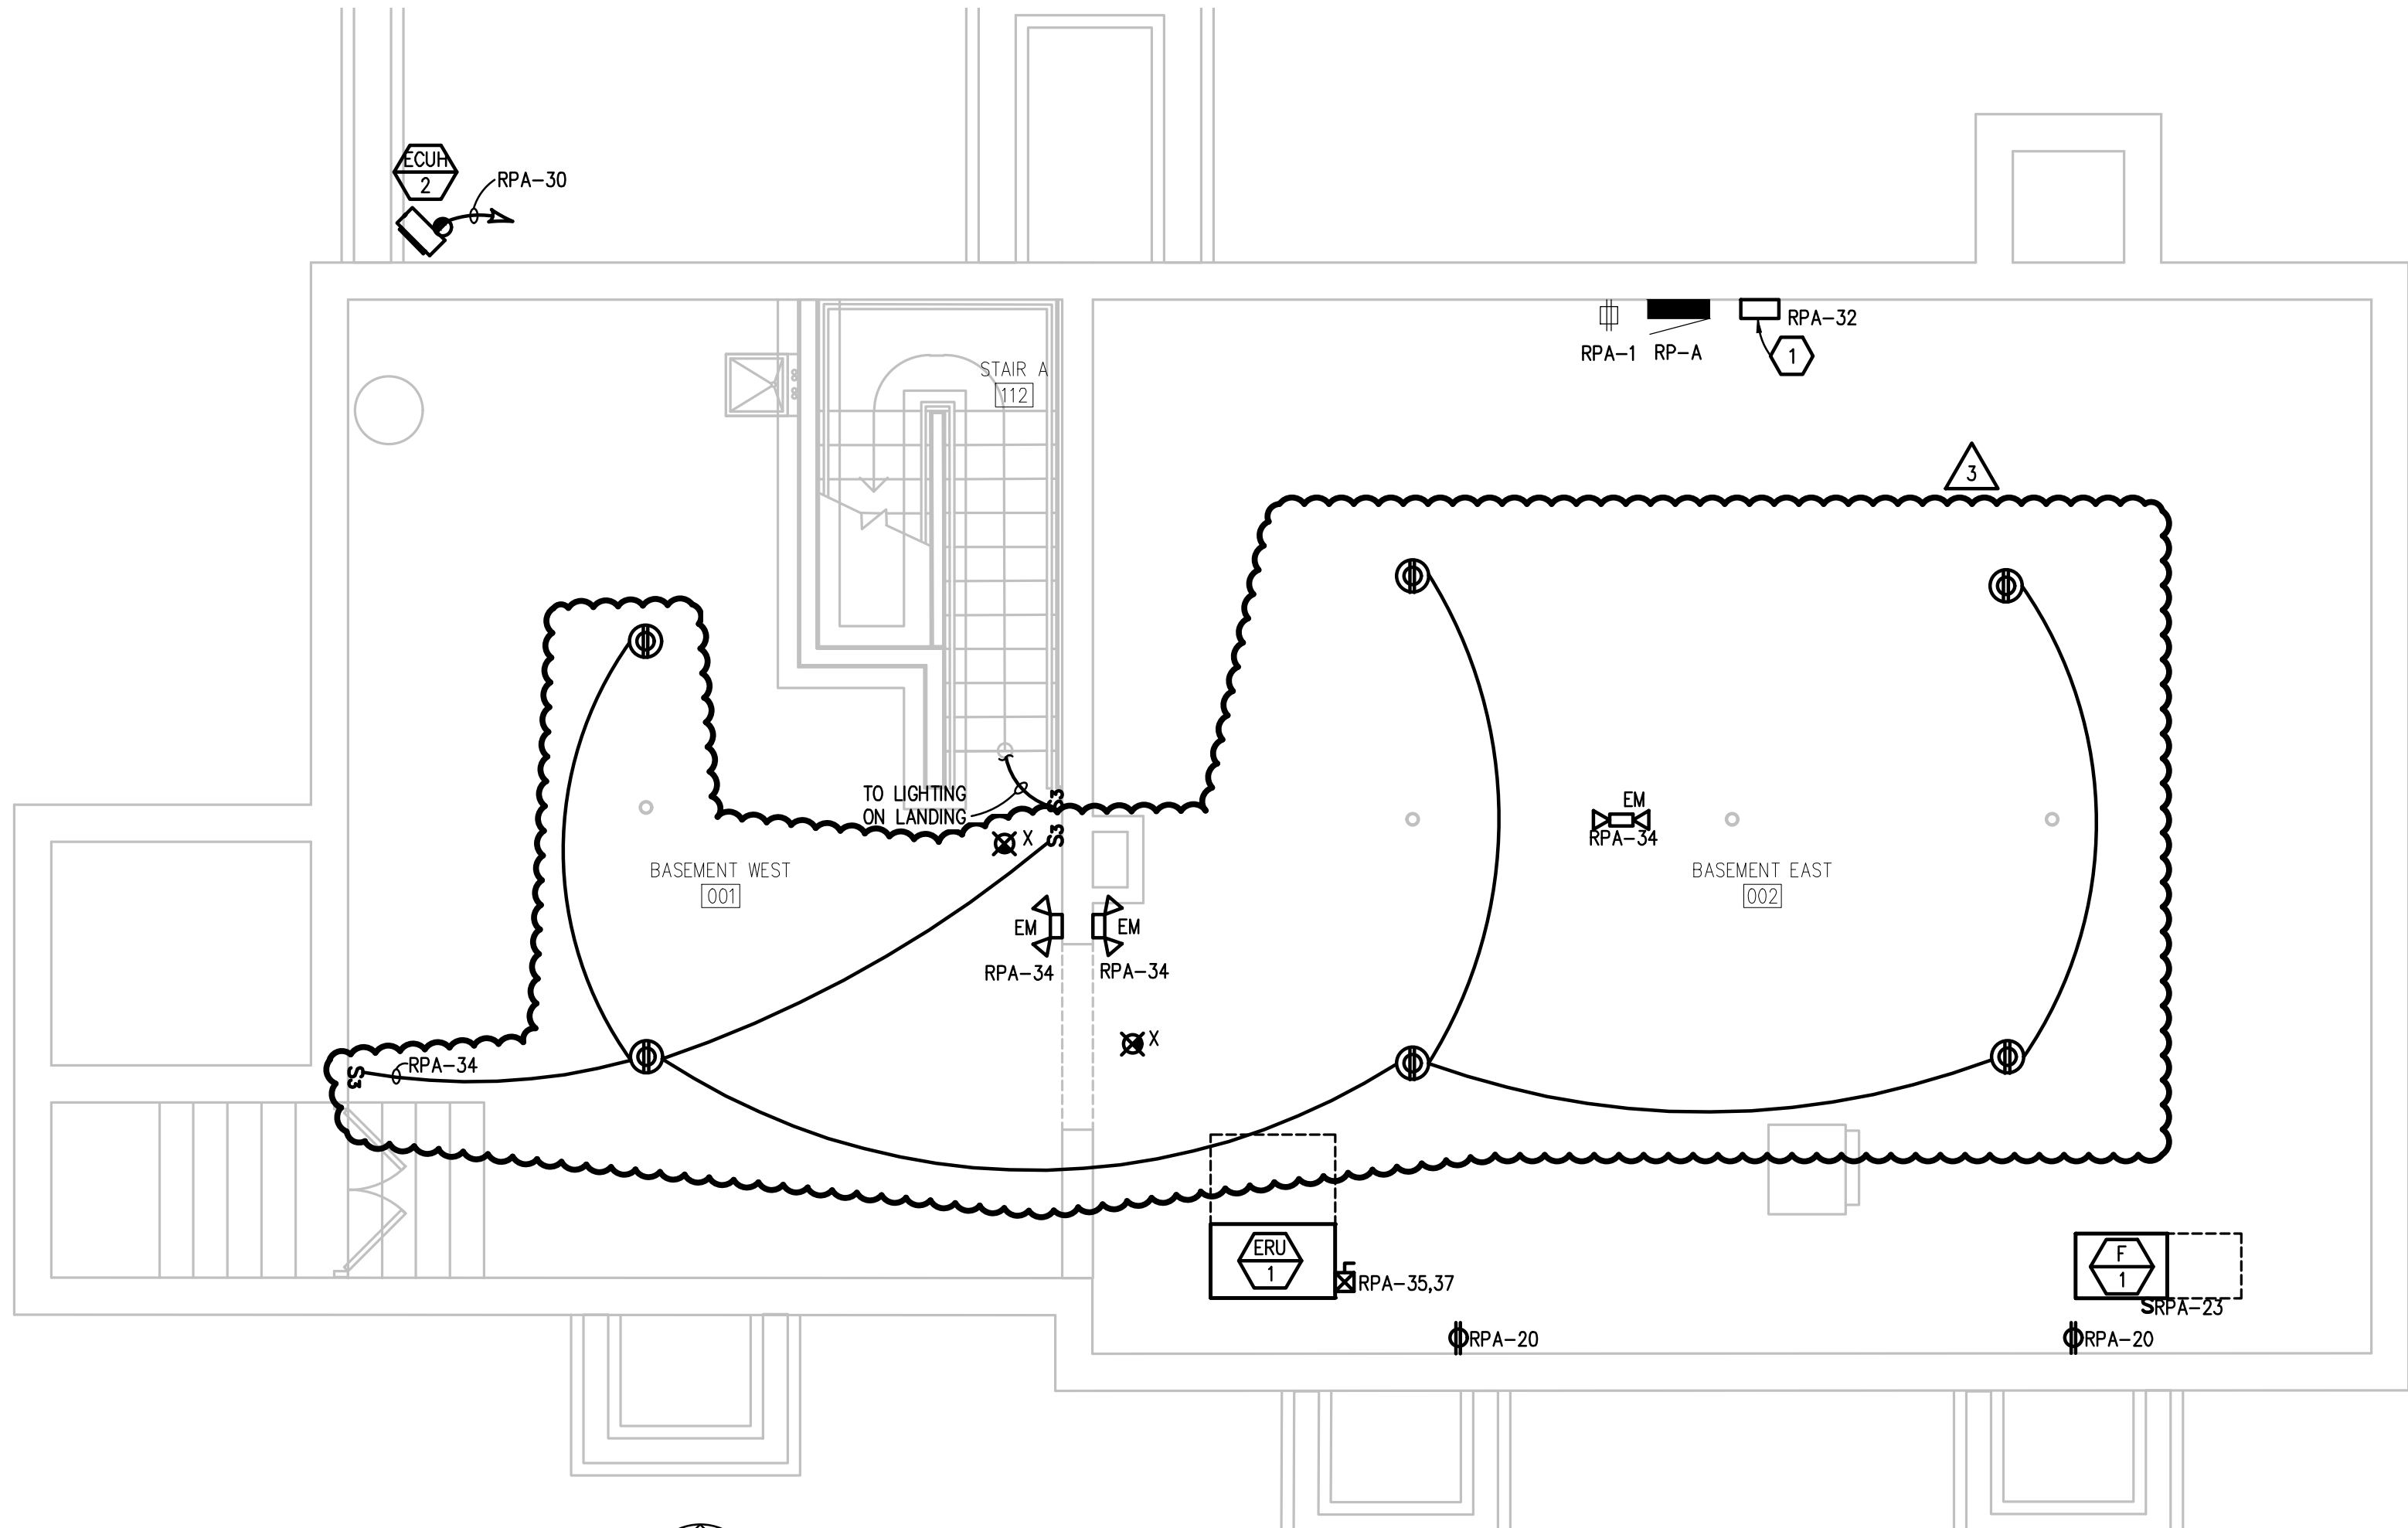 ECUH
2
RPA-30
RPA-32
RPA-1
RP-A
1
STAIR A
112
3
TO LIGHTING
ON LANDING
S3
S3
X
EM
RPA-34
BASEMENT WEST
001
BASEMENT EAST
002
EM
EM
RPA-34
RPA-34
X
RPA-34
S3
ERU
1
RPA-35,37
F
1
SRPA-23
RPA-20
RPA-20